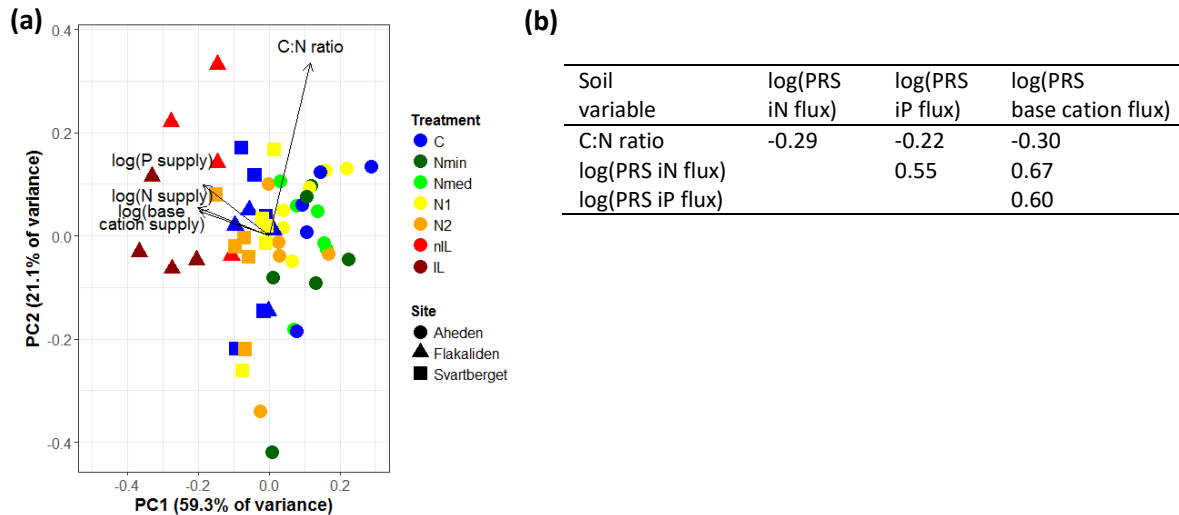 (a)
0.4
0.2
0.0
-0.2
-0.4
PC2 (21.1% of variance)
C:N ratio
log(P supply)
log(N supply)
log(base
cation supply)
-0.4
-0.2
0.0
0.2
PC1 (59.3% of variance)
Treatment
C
Nmin
Nmed
N1
N2
nIL
IL
Site
Aheden
Flakaliden
Svartberget
(b)
Soil variable
log(PRS iN flux)
log(PRS iP flux)
log(PRS base cation flux)
C:N ratio -0.29 -0.22 -0.30
log(PRS iN flux) 0.55 0.67
log(PRS iP flux) 0.60